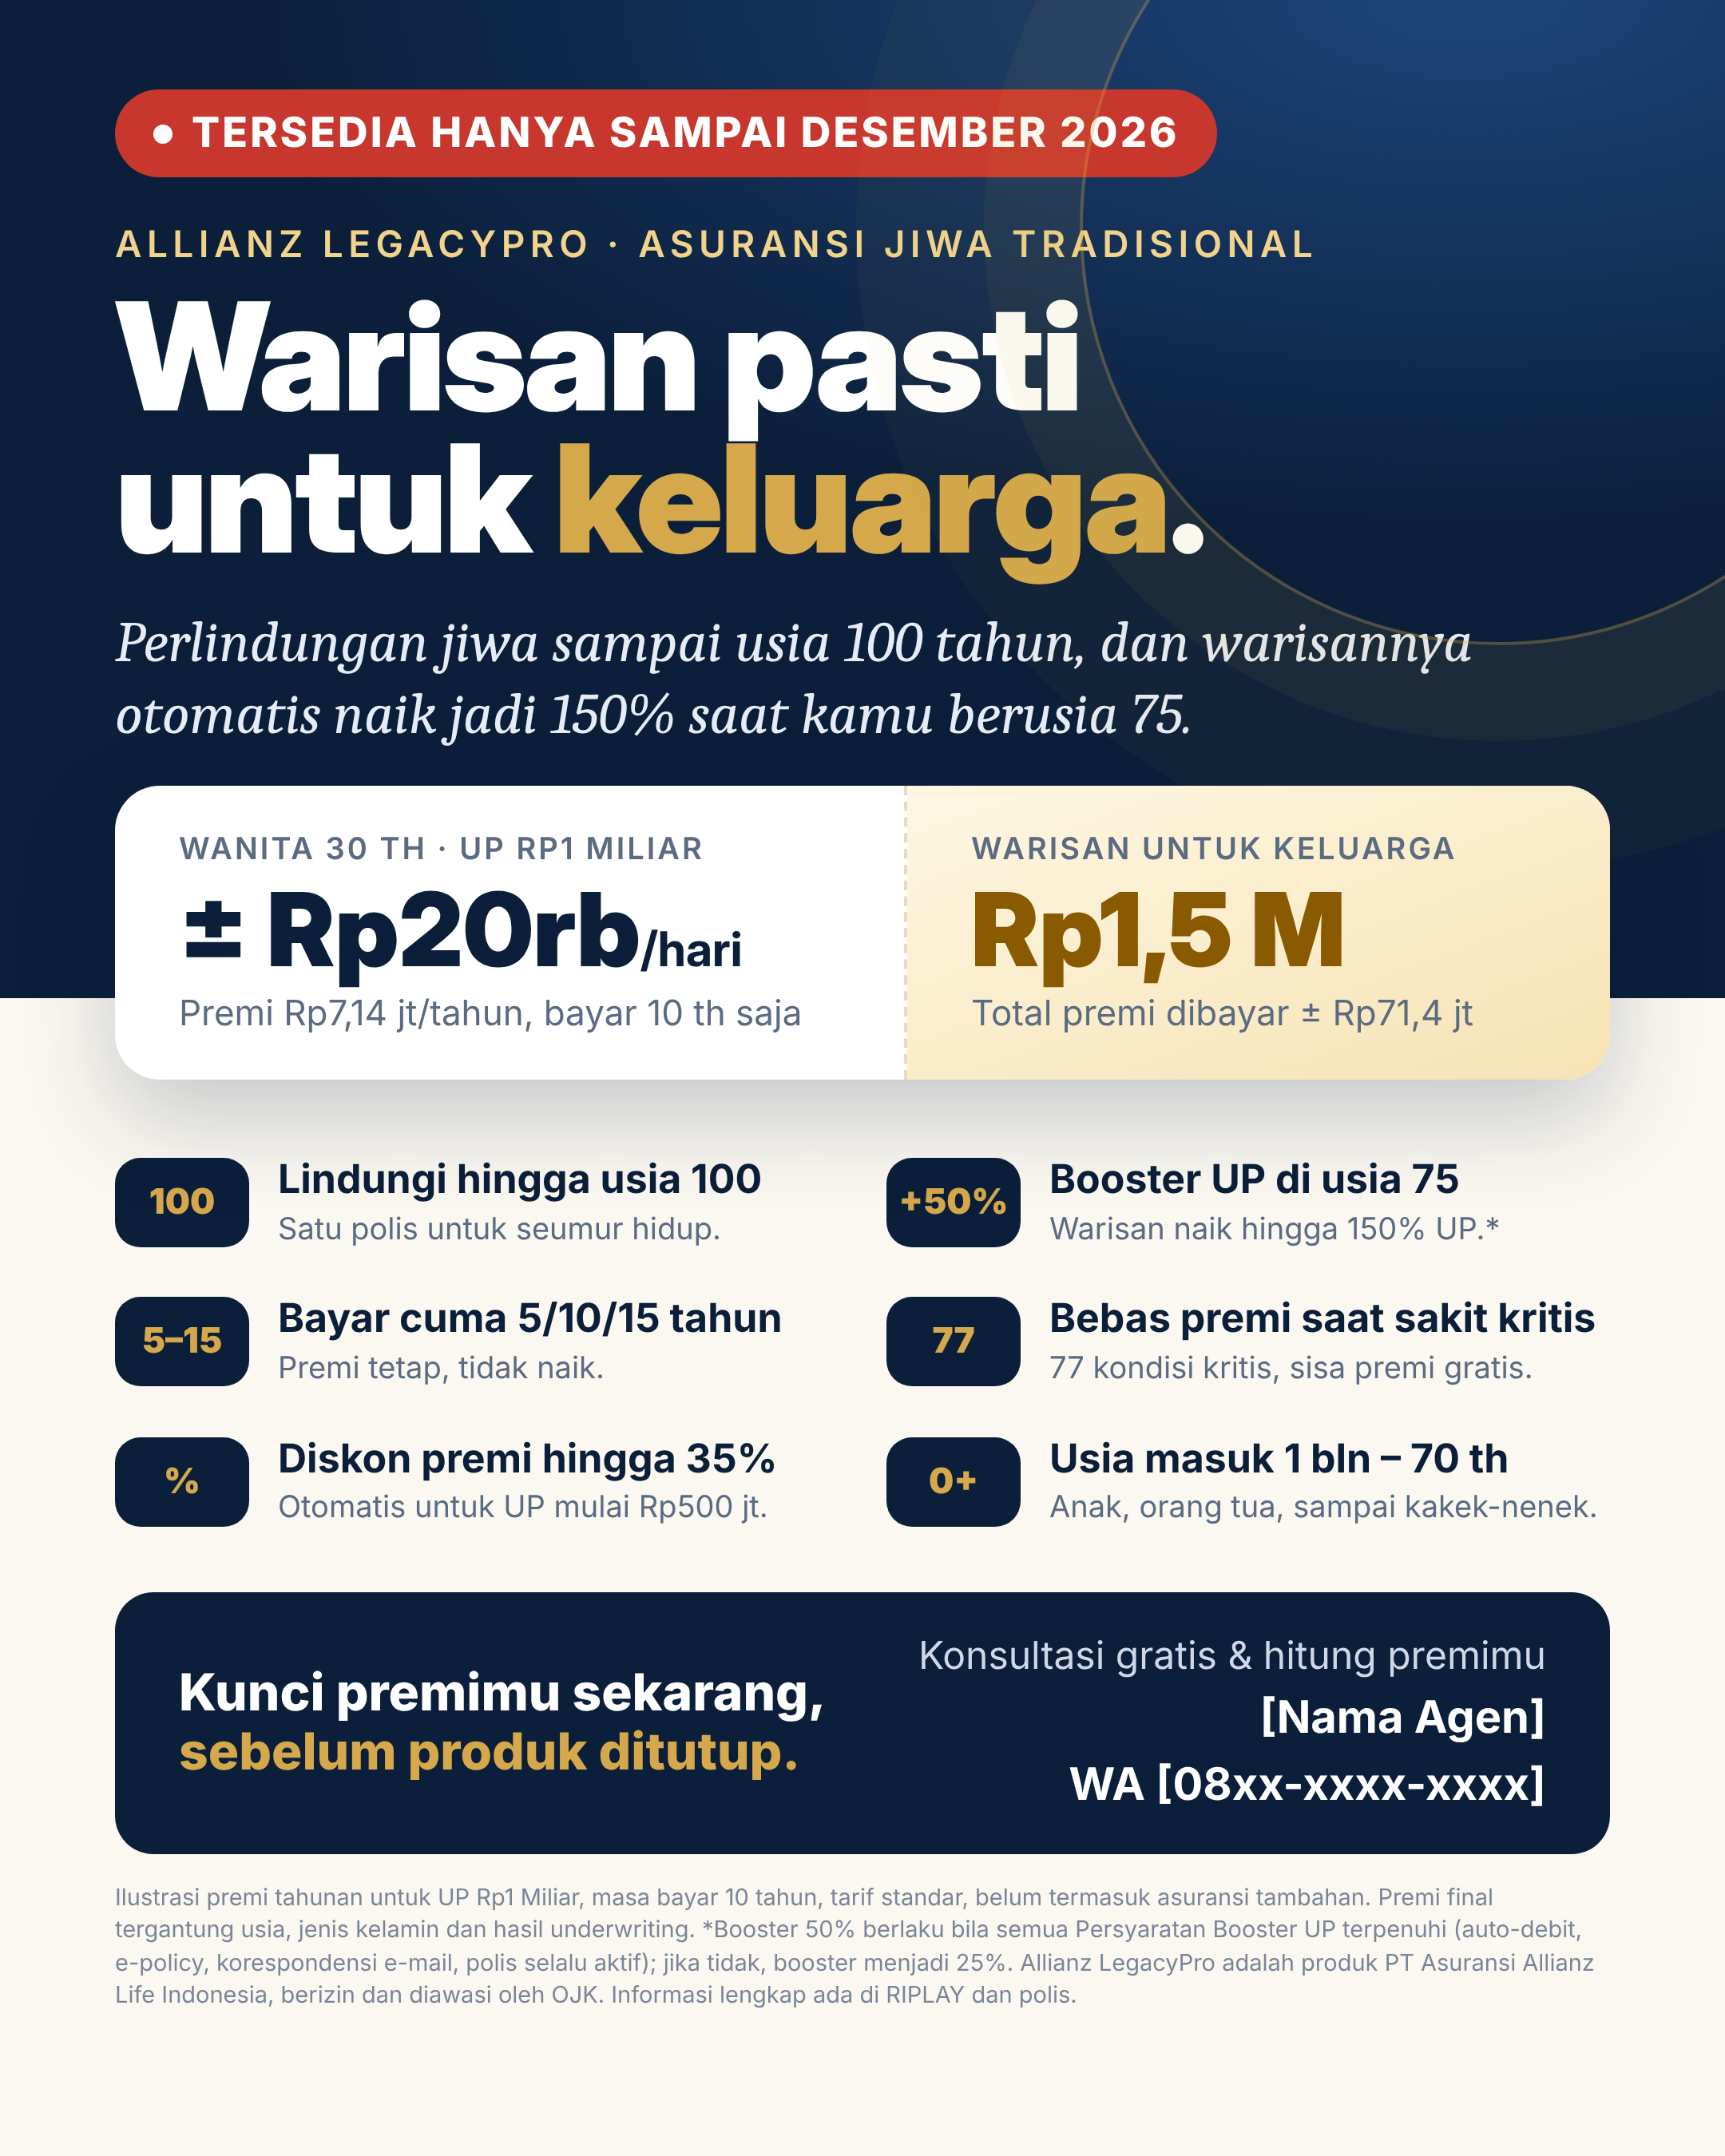 • TERSEDIA HANYA SAMPAI DESEMBER 2026
ALLIANZ LEGACYPRO · ASURANSI JIWA TRADISIONAL
Warisan pasti
untuk keluarga.
Perlindungan jiwa sampai usia 100 tahun, dan warisannya
otomatis naik jadi 150% saat kamu berusia 75.
WANITA 30 TH · UP RP1 MILIAR
± Rp20rb/hari
Premi Rp7,14 jt/tahun, bayar 10 th saja
WARISAN UNTUK KELUARGA
Rp1,5 M
Total premi dibayar ± Rp71,4 jt
100
Lindungi hingga usia 100
Satu polis untuk seumur hidup.
+50%
Booster UP di usia 75
Warisan naik hingga 150% UP.*
5–15
Bayar cuma 5/10/15 tahun
Premi tetap, tidak naik.
77
Bebas premi saat sakit kritis
77 kondisi kritis, sisa premi gratis.
%
Diskon premi hingga 35%
Otomatis untuk UP mulai Rp500 jt.
0+
Usia masuk 1 bln – 70 th
Anak, orang tua, sampai kakek-nenek.
Kunci premimu sekarang,
sebelum produk ditutup.
Konsultasi gratis & hitung premimu
[Nama Agen]
WA [08xx-xxxx-xxxx]
Ilustrasi premi tahunan untuk UP Rp1 Miliar, masa bayar 10 tahun, tarif standar, belum termasuk asuransi tambahan. Premi final
tergantung usia, jenis kelamin dan hasil underwriting. *Booster 50% berlaku bila semua Persyaratan Booster UP terpenuhi (auto-debit,
e-policy, korespondensi e-mail, polis selalu aktif); jika tidak, booster menjadi 25%. Allianz LegacyPro adalah produk PT Asuransi Allianz
Life Indonesia, berizin dan diawasi oleh OJK. Informasi lengkap ada di RIPLAY dan polis.